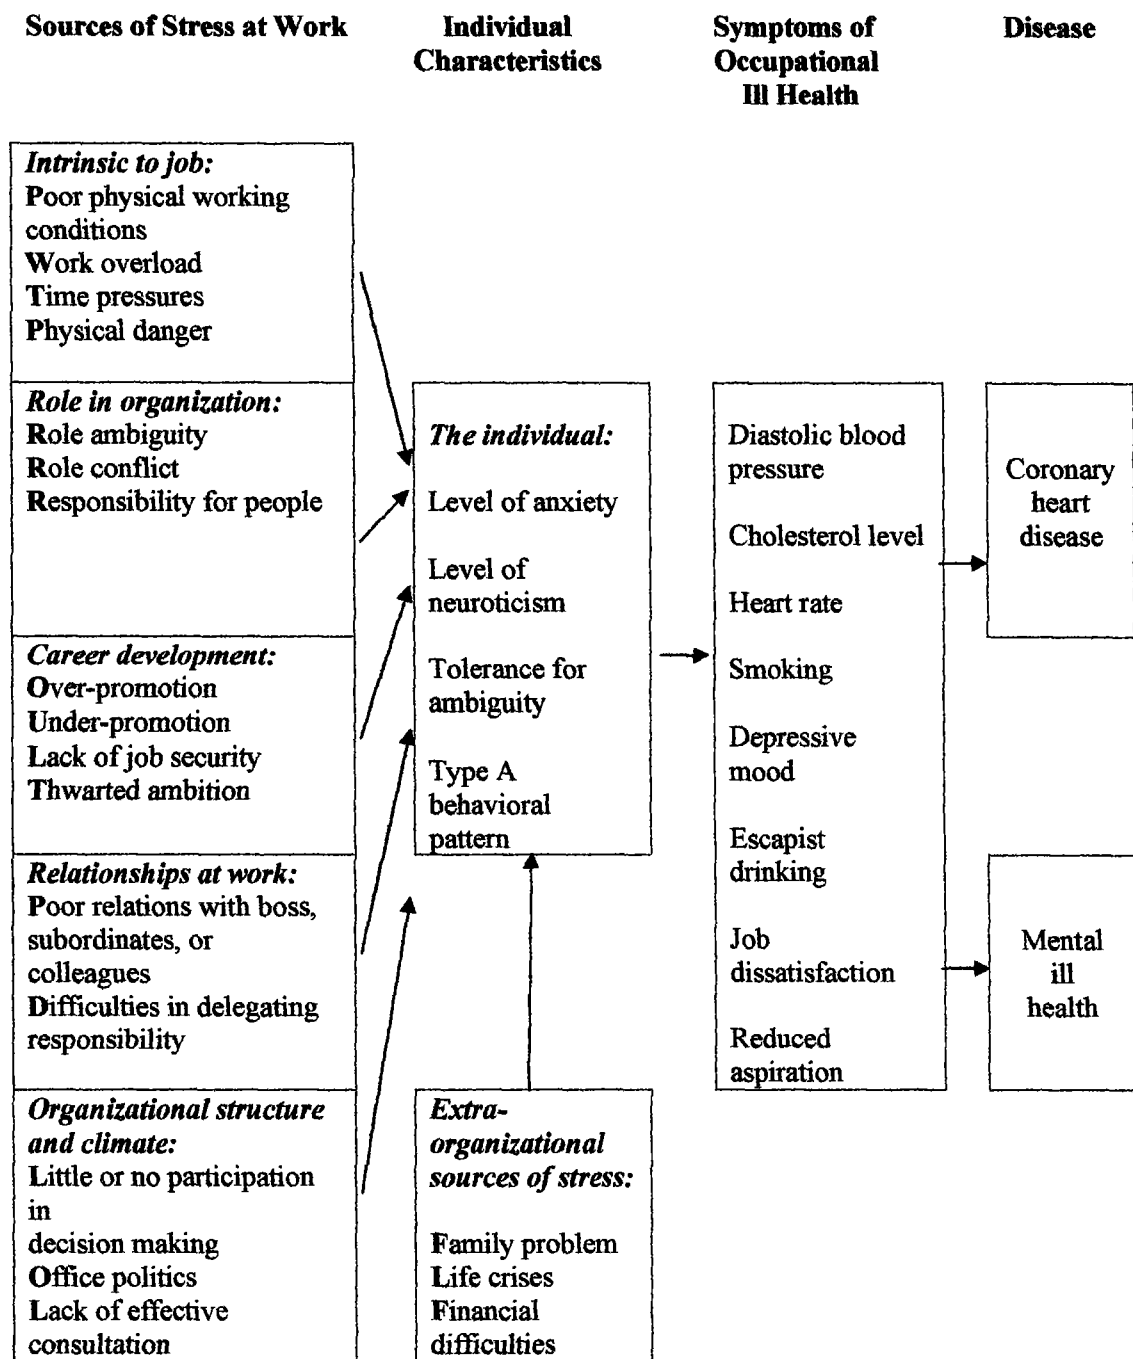 Sources of Stress at Work
Individual
Characteristics
Symptoms of
Occupational
Ill Health
Disease
Intrinsic to job:
Poor physical working
conditions
Work overload
Time pressures
Physical danger
Role in organization:
Role ambiguity
Role conflict
Responsibility for people
Career development:
Over-promotion
Under-promotion
Lack of job security
Thwarted ambition
Relationships at work:
Poor relations with boss,
subordinates, or
colleagues
Difficulties in delegating
responsibility
Organizational structure
and climate:
Little or no participation
in
decision making
Office politics
Lack of effective
consultation
The individual:
Level of anxiety
Level of
neuroticism
Tolerance for
ambiguity
Type A
behavioral
pattern
Extra-
organizational
sources of stress:
Family problem
Life crises
Financial
difficulties
Diastolic blood
pressure
Cholesterol level
Heart rate
Smoking
Depressive
mood
Escapist
drinking
Job
dissatisfaction
Reduced
aspiration
Coronary
heart
disease
Mental
ill
health